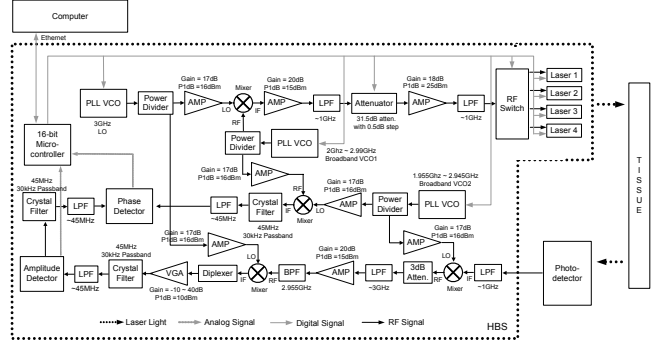 Computer
Ethernet
Gain = 17dB
P1dB = 16dBm
Mixer
Gain = 20dB
P1dB =15dBm
Gain = 18dB
P1dB = 25dBm
PLL VCO
Power
Divider
AMP
LO
IF
AMP
LPF
Attenuator
AMP
LPF
RF
Switch
Laser 1
Laser 2
Laser 3
Laser 4
3GHz
LO
RF
~1GHz
31.5dB atten.
with 0.5dB step
~1GHz
16-bit
Micro-
controller
Power
Divider
PLL VCO
2Ghz ~ 2.99GHz
Broadband VCO1
Gain = 17dB
P1dB = 16dBm
AMP
T
I
S
S
U
E
45MHz
30kHz Passband
Crystal
Filter
LPF
~45MHz
Phase
Detector
LPF
~45MHz
Crystal
Filter
45MHz
30kHz Passband
IF
RF
Mixer
LO
Gain = 17dB
P1dB =16dBm
AMP
Power
Divider
1.955Ghz ~ 2.945GHz
Broadband VCO2
PLL VCO
Gain = 17dB
P1dB =16dBm
AMP
LO
Gain = 17dB
P1dB =16dBm
AMP
LO
Gain = 20dB
P1dB =15dBm
Amplitude
Detector
LPF
~45MHz
45MHz
30kHz Passband
Crystal
Filter
VGA
Gain = -10 ~ 40dB
P1dB =10dBm
Diplexer
IF
Mixer
RF
BPF
2.955GHz
AMP
LPF
~3GHz
3dB
Atten.
RF
Mixer
IF
LPF
~1GHz
Photo-
detector
Laser Light
Analog Signal
Digital Signal
RF Signal
HBS